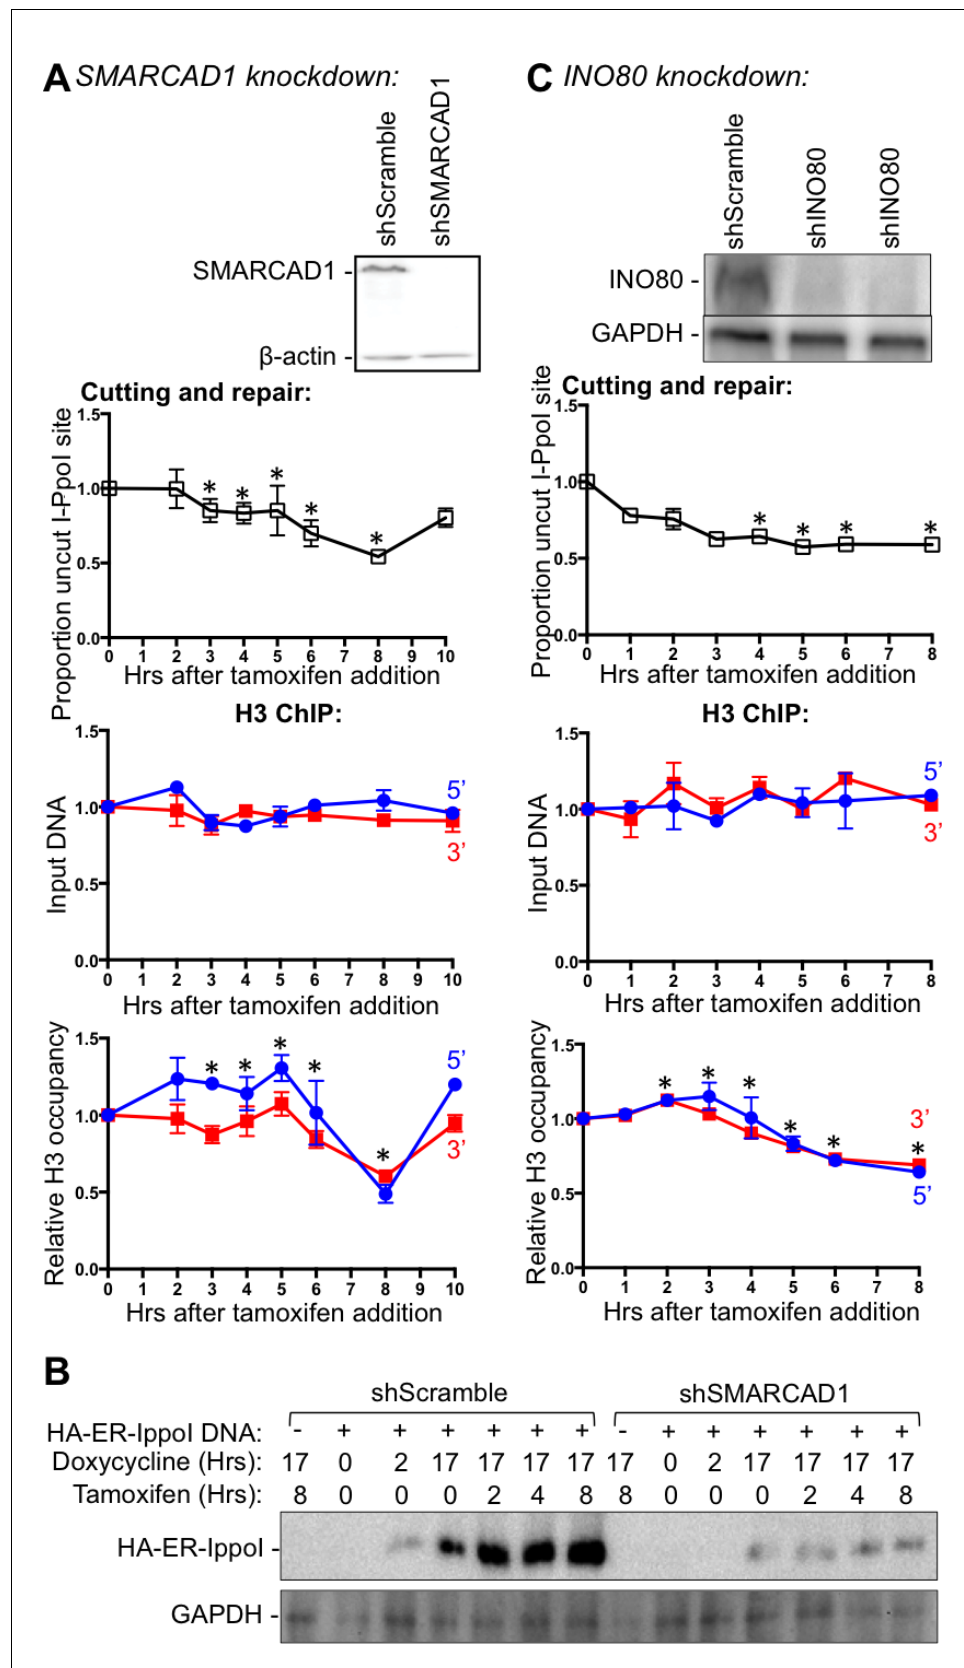 A SMARCAD1 knockdown:
shScramble
shSMARCAD1
SMARCAD1 -
β-actin -
Cutting and repair:
Proportion uncut I-PpoI site
1.5
1.0
0.5
0.0
* * * * *
0 1 2 3 4 5 6 7 8 9 10
Hrs after tamoxifen addition
H3 ChIP:
Input DNA
1.5
1.0
0.5
0.0
5’
3’
0 1 2 3 4 5 6 7 8 9 10
Hrs after tamoxifen addition
Relative H3 occupancy
1.5
1.0
0.5
0.0
* * * * *
5’
3’
0 1 2 3 4 5 6 7 8 9 10
Hrs after tamoxifen addition
C INO80 knockdown:
shScramble
shINO80
shINO80
INO80 -
GAPDH -
Cutting and repair:
Proportion uncut I-PpoI site
1.5
1.0
0.5
0.0
* * * *
0 1 2 3 4 5 6 7 8
Hrs after tamoxifen addition
H3 ChIP:
Input DNA
1.5
1.0
0.5
0.0
5’
3’
0 1 2 3 4 5 6 7 8
Hrs after tamoxifen addition
Relative H3 occupancy
1.5
1.0
0.5
0.0
* * * * * *
3’
5’
0 1 2 3 4 5 6 7 8
Hrs after tamoxifen addition
B
shScramble shSMARCAD1
HA-ER-IppoI DNA: - + + + + + + - + + + + + +
Doxycycline (Hrs): 17 0 2 17 17 17 17 17 0 2 17 17 17 17
Tamoxifen (Hrs): 8 0 0 0 2 4 8 8 0 0 0 2 4 8
HA-ER-IppoI -
GAPDH -